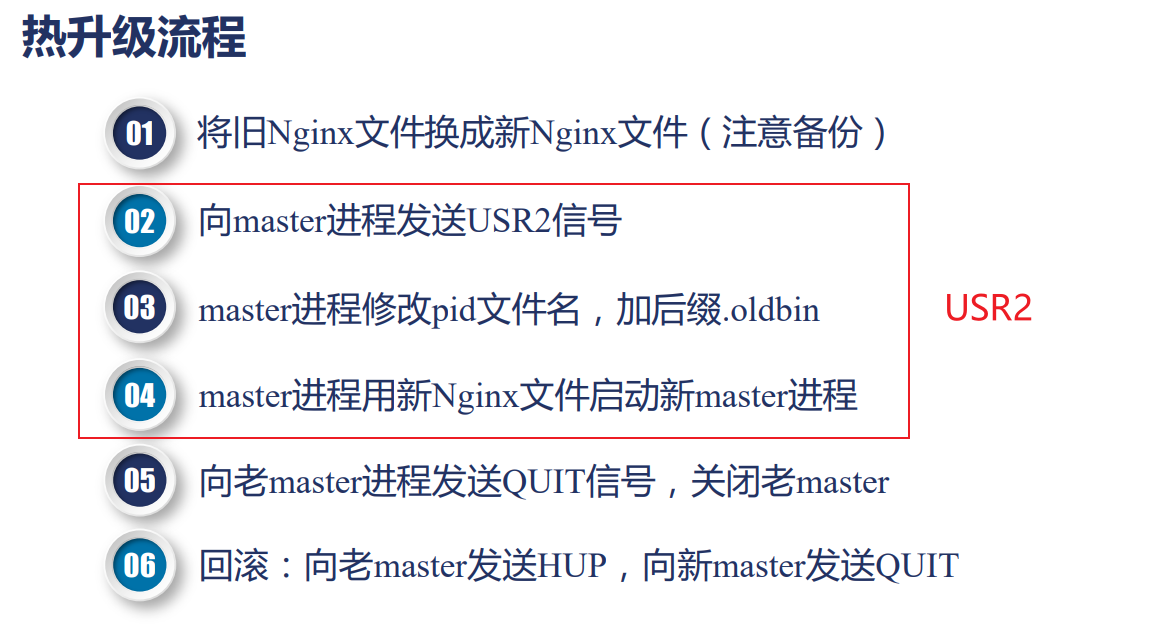 热升级流程
01 将旧Nginx文件换成新Nginx文件（注意备份）
02 向master进程发送USR2信号
03 master进程修改pid文件名，加后缀.oldbin
USR2
04 master进程用新Nginx文件启动新master进程
05 向老master进程发送QUIT信号，关闭老master
06 回滚：向老master发送HUP，向新master发送QUIT